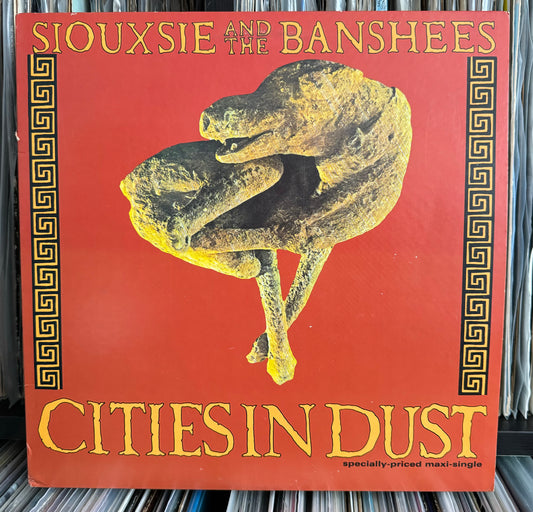 SIOUXSIE AND THE BANSHEES
CITIES IN DUST
specially-priced maxi-single